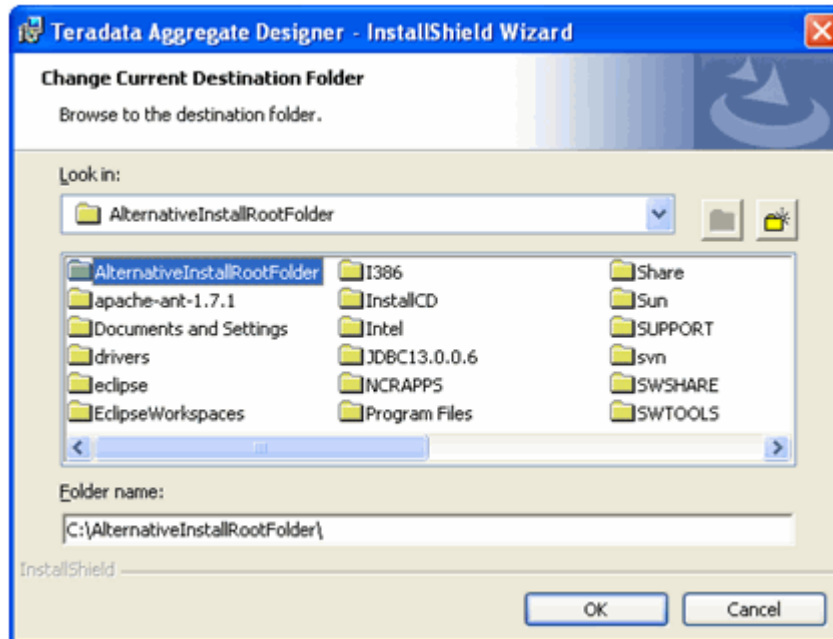 Teradata Aggregate Designer - InstallShield Wizard
Change Current Destination Folder
Browse to the destination folder.
Look in:
AlternativeInstallRootFolder
AlternativeInstallRootFolder I386 Share
apache-ant-1.7.1 InstallCD Sun
Documents and Settings Intel SUPPORT
drivers JDBC13.0.0.6 svn
eclipse NCRAPPS SWSHARE
EclipseWorkspaces Program Files SWTOOLS
Folder name:
C:\AlternativeInstallRootFolder\
InstallShield
OK Cancel